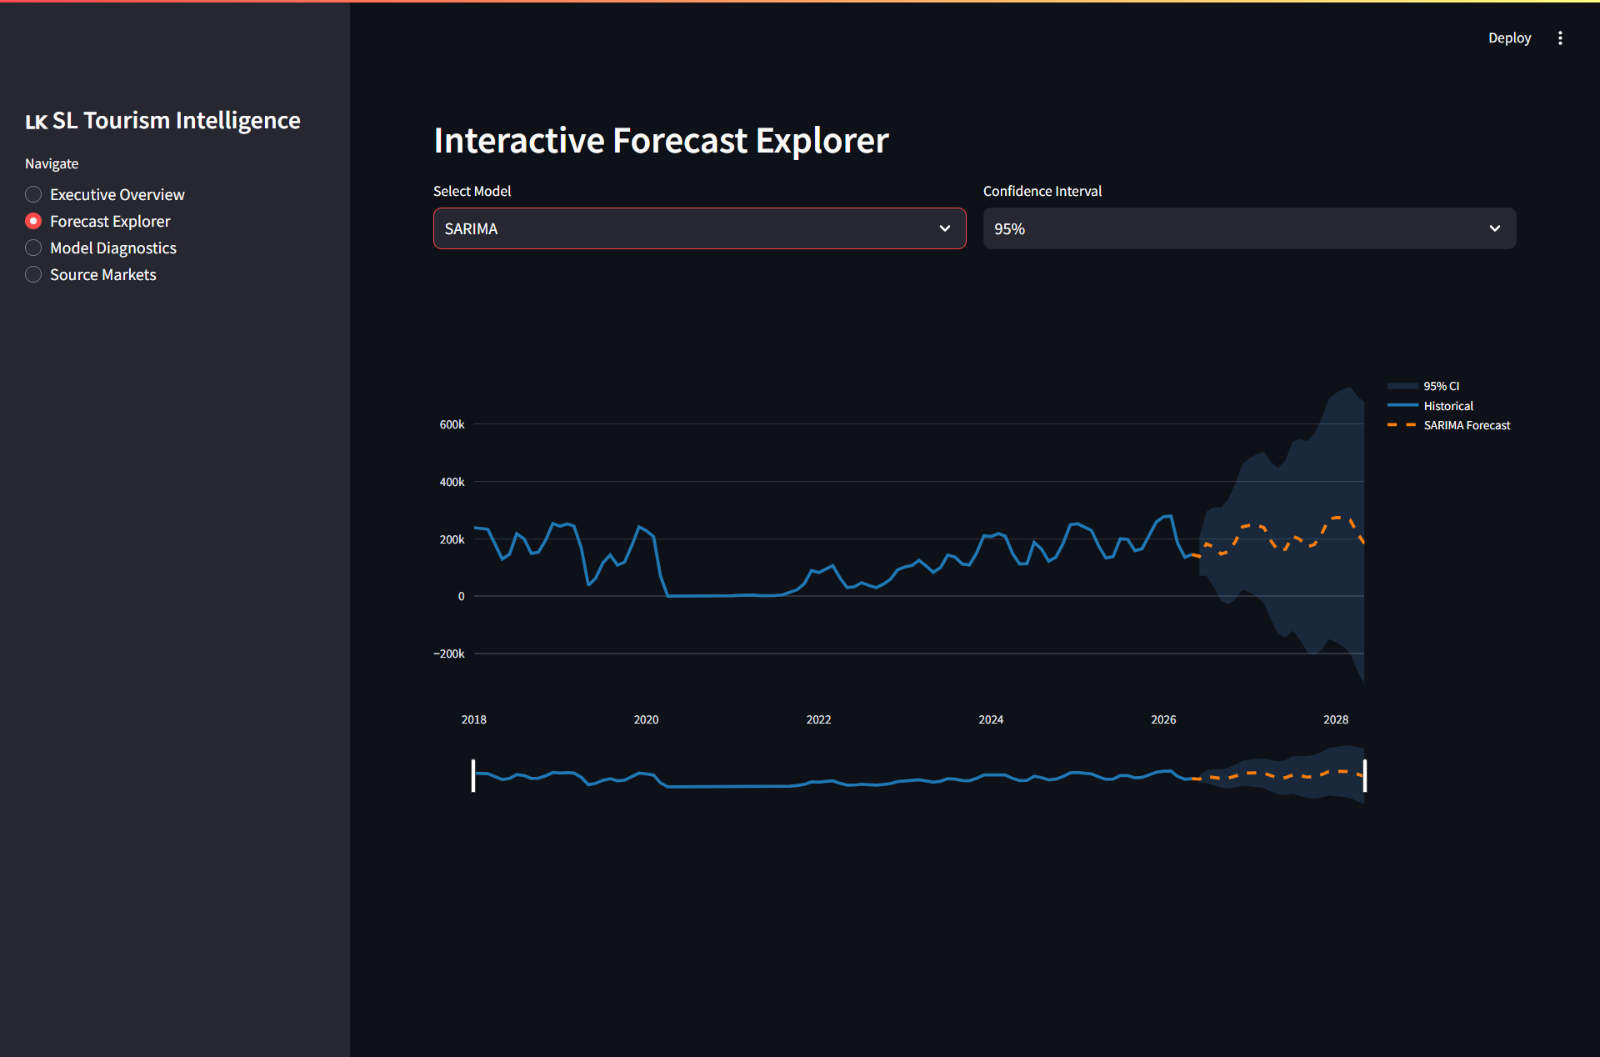 Deploy
LK SL Tourism Intelligence
Navigate
Executive Overview
Forecast Explorer
Model Diagnostics
Source Markets
Interactive Forecast Explorer
Select Model
Confidence Interval
SARIMA
95%
95% CI
Historical
SARIMA Forecast
600k
400k
200k
0
−200k
2018
2020
2022
2024
2026
2028